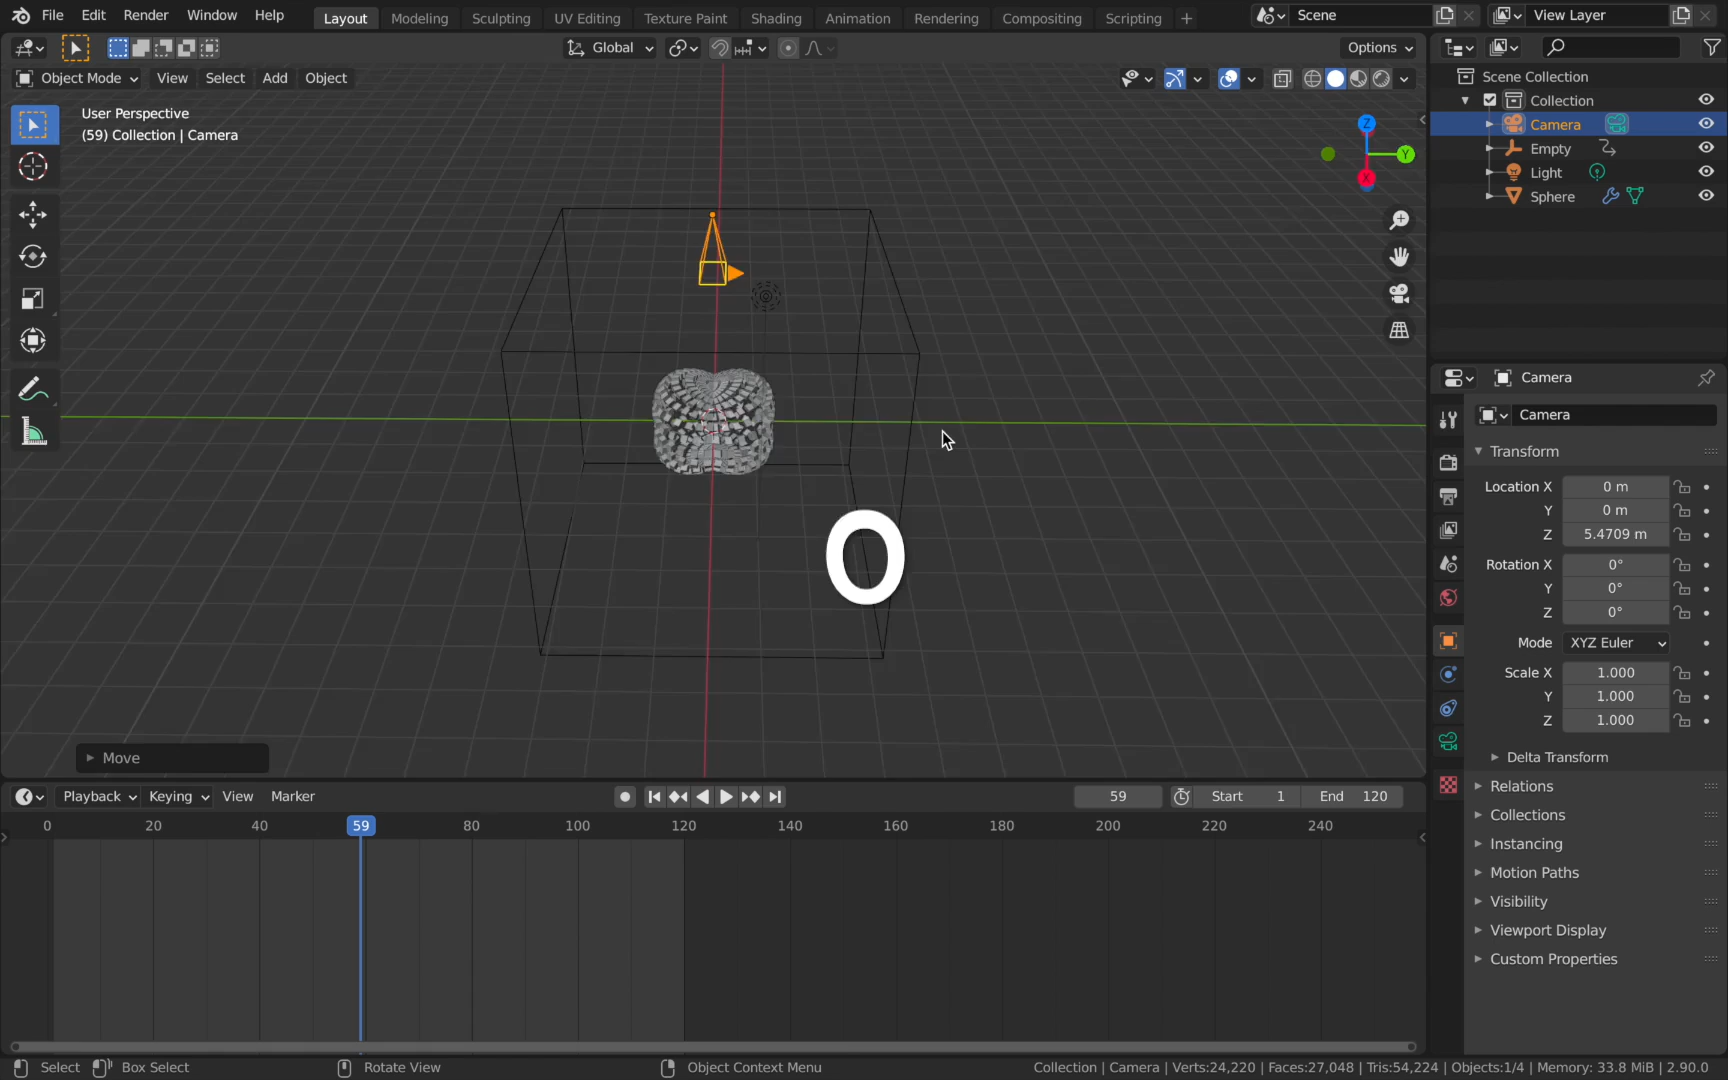 File Edit Render Window Help Layout Modeling Sculpting UV Editing Texture Paint Shading Animation Rendering Compositing Scripting + Scene View Layer
Global Options
Object Mode View Select Add Object
User Perspective
(59) Collection | Camera
Z
Y
X
0
Move
Scene Collection
Collection
Camera
Empty
Light
Sphere
Camera
Camera
Transform
Location X 0 m
Y 0 m
Z 5.4709 m
Rotation X 0°
Y 0°
Z 0°
Mode XYZ Euler
Scale X 1.000
Y 1.000
Z 1.000
Delta Transform
Relations
Collections
Instancing
Motion Paths
Visibility
Viewport Display
Custom Properties
Playback Keying View Marker 59 Start 1 End 120
0 20 40 59 80 100 120 140 160 180 200 220 240
Select Box Select Rotate View Object Context Menu Collection | Camera | Verts:24,220 | Faces:27,048 | Tris:54,224 | Objects:1/4 | Memory: 33.8 MiB | 2.90.0